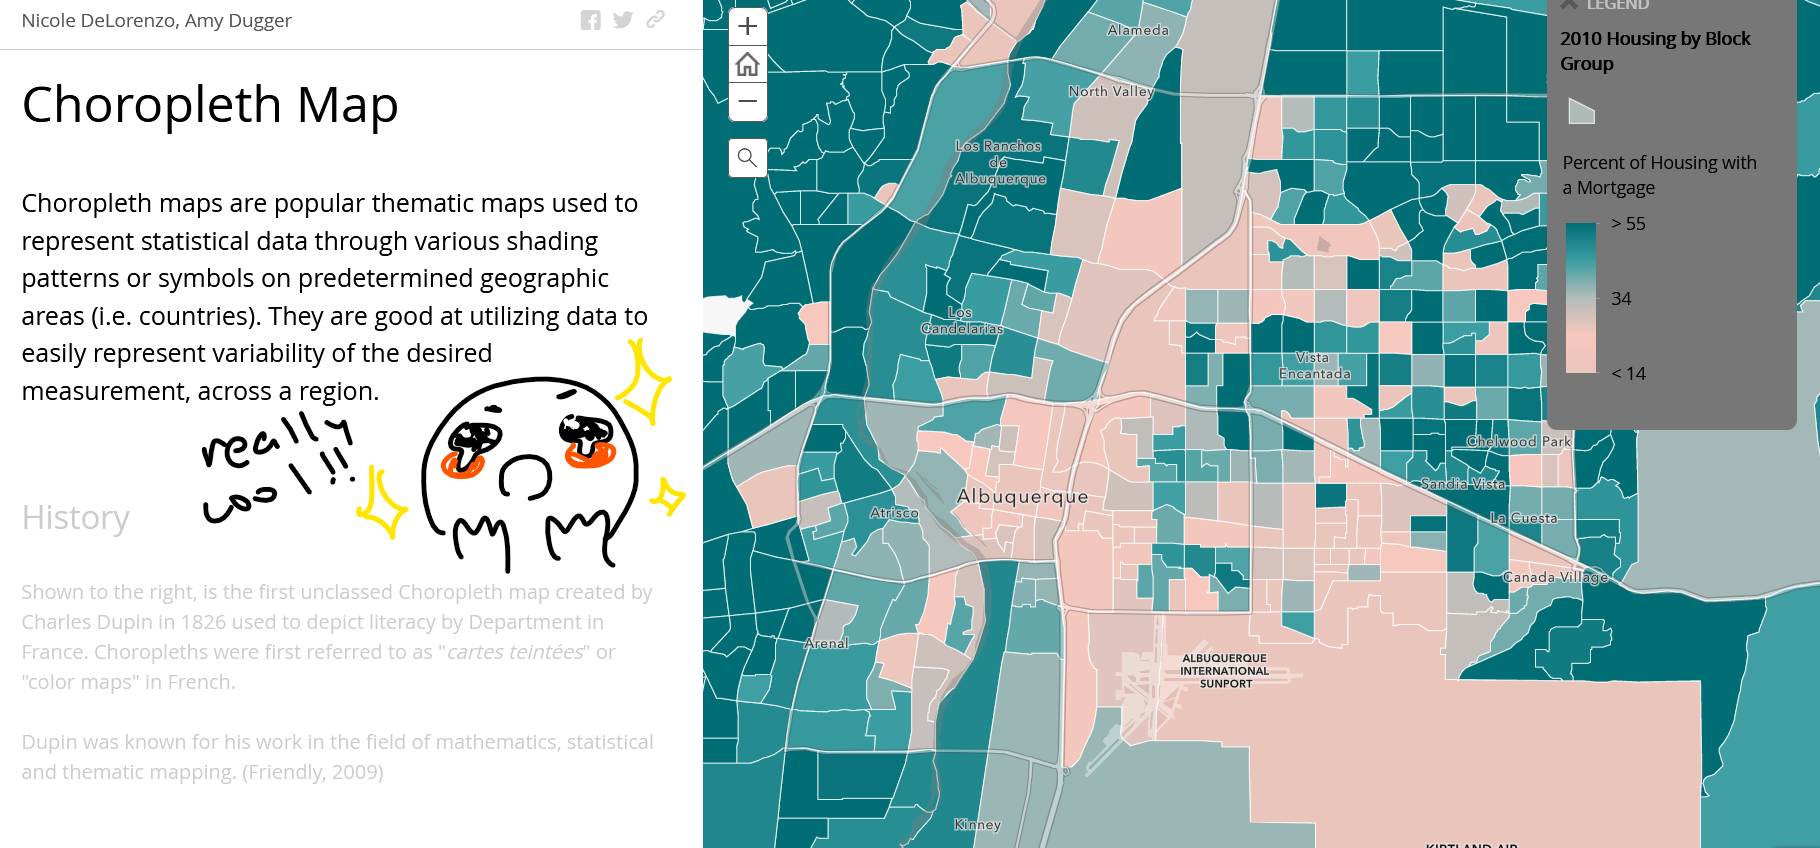 Nicole DeLorenzo, Amy Dugger
Choropleth Map
Choropleth maps are popular thematic maps used to
represent statistical data through various shading
patterns or symbols on predetermined geographic
areas (i.e. countries). They are good at utilizing data to
easily represent variability of the desired
measurement, across a region.
really
cool!!
History
Shown to the right, is the first unclassed Choropleth map created by
Charles Dupin in 1826 used to depict literacy by Department in
France. Choropleths were first referred to as "cartes teintées" or
"color maps" in French.
Dupin was known for his work in the field of mathematics, statistical
and thematic mapping. (Friendly, 2009)
Alameda
North Valley
Los Ranchos
de
Albuquerque
Los
Candelarias
Vista
Encantada
Chelwood Park
Sandia Vista
Albuquerque
Atrisco
La Cuesta
Canada Village
Arenal
ALBUQUERQUE
INTERNATIONAL
SUNPORT
Kinney
KIRTLAND AIR
LEGEND
2010 Housing by Block
Group
Percent of Housing with
a Mortgage
> 55
34
< 14